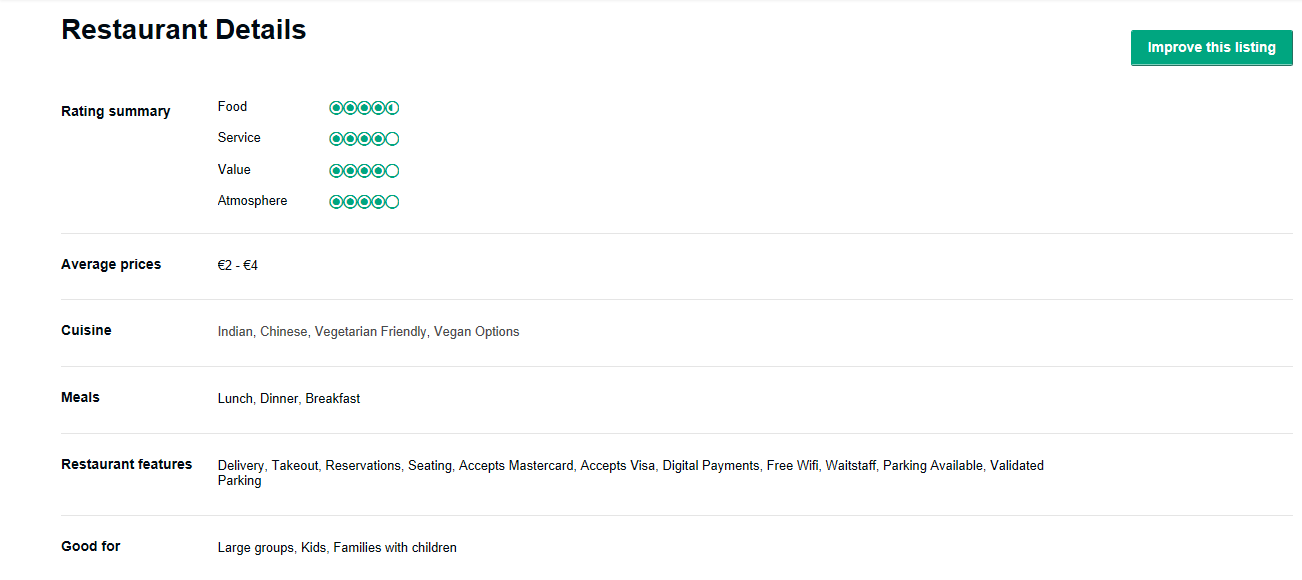 Restaurant Details
Improve this listing
Rating summary
Food
Service
Value
Atmosphere
Average prices
€2 - €4
Cuisine
Indian, Chinese, Vegetarian Friendly, Vegan Options
Meals
Lunch, Dinner, Breakfast
Restaurant features
Delivery, Takeout, Reservations, Seating, Accepts Mastercard, Accepts Visa, Digital Payments, Free Wifi, Waitstaff, Parking Available, Validated
Parking
Good for
Large groups, Kids, Families with children